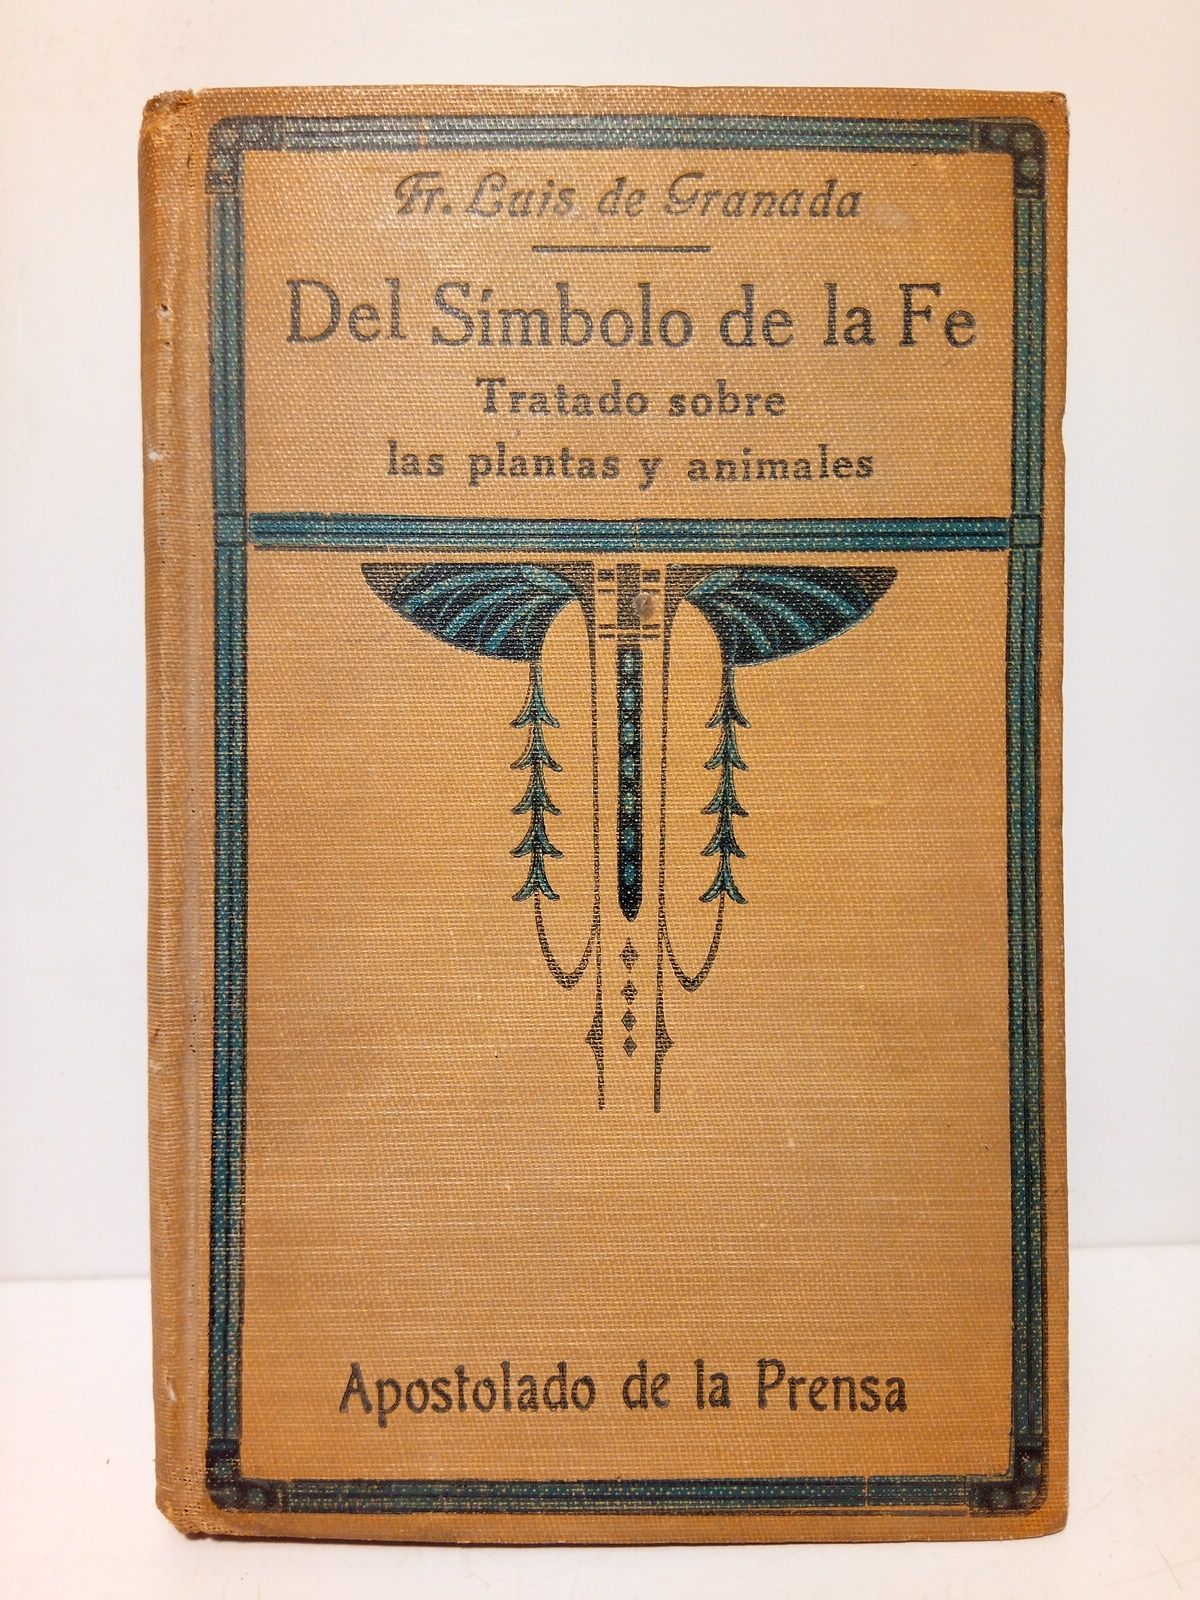 Fr. Luis de Granada
Del Símbolo de la Fe
Tratado sobre
las plantas y animales
Apostolado de la Prensa